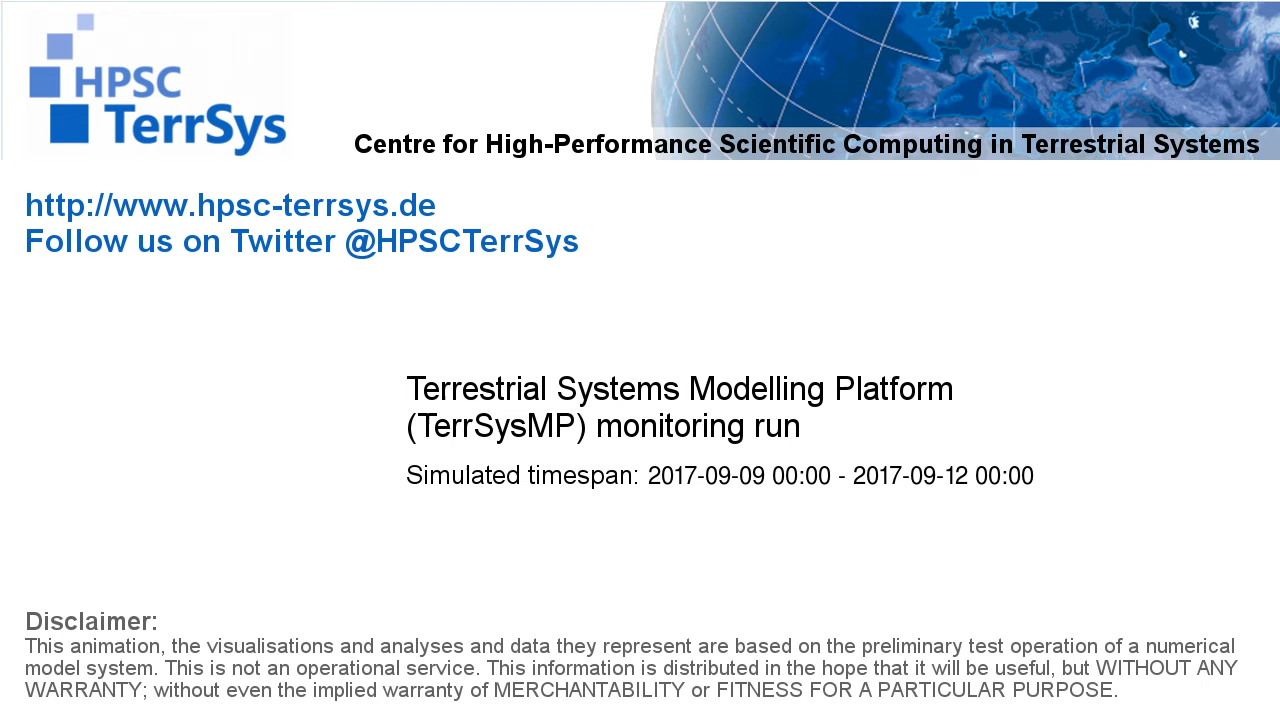 HPSC
TerrSys
Centre for High-Performance Scientific Computing in Terrestrial Systems
http://www.hpsc-terrsys.de
Follow us on Twitter @HPSCTerrSys
Terrestrial Systems Modelling Platform
(TerrSysMP) monitoring run
Simulated timespan: 2017-09-09 00:00 - 2017-09-12 00:00
Disclaimer:
This animation, the visualisations and analyses and data they represent are based on the preliminary test operation of a numerical
model system. This is not an operational service. This information is distributed in the hope that it will be useful, but WITHOUT ANY
WARRANTY; without even the implied warranty of MERCHANTABILITY or FITNESS FOR A PARTICULAR PURPOSE.